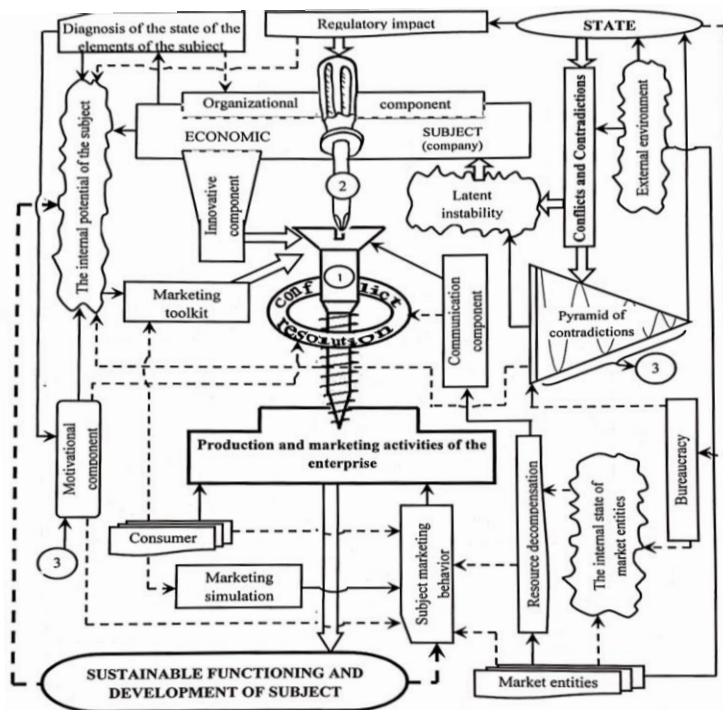 Diagnosis of the state of the
elements of the subject
Regulatory impact
STATE
Organizational component
ECONOMIC
SUBJECT
(company)
The internal potential of the subject
Innovative
component
2
Latent
instability
Conflicts and Contradictions
External environment
Marketing
toolkit
1
conflict
resolution
Communication
component
Pyramid of
contradictions
3
Motivational
component
3
Production and marketing activities of the
enterprise
Consumer
Marketing
simulation
Subject marketing
behavior
Resource decompensation
The internal state of
market entities
Bureaucracy
SUSTAINABLE FUNCTIONING AND
DEVELOPMENT OF SUBJECT
Market entities